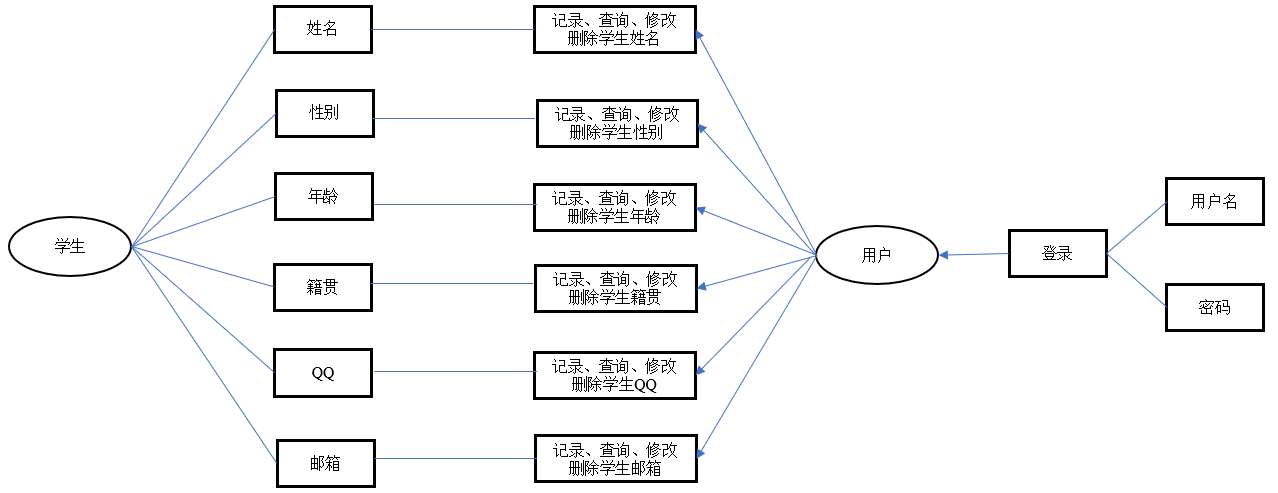 姓名
记录、查询、修改
删除学生姓名
性别
记录、查询、修改
删除学生性别
年龄
记录、查询、修改
删除学生年龄
用户名
学生
用户
登录
籍贯
记录、查询、修改
删除学生籍贯
密码
QQ
记录、查询、修改
删除学生QQ
邮箱
记录、查询、修改
删除学生邮箱